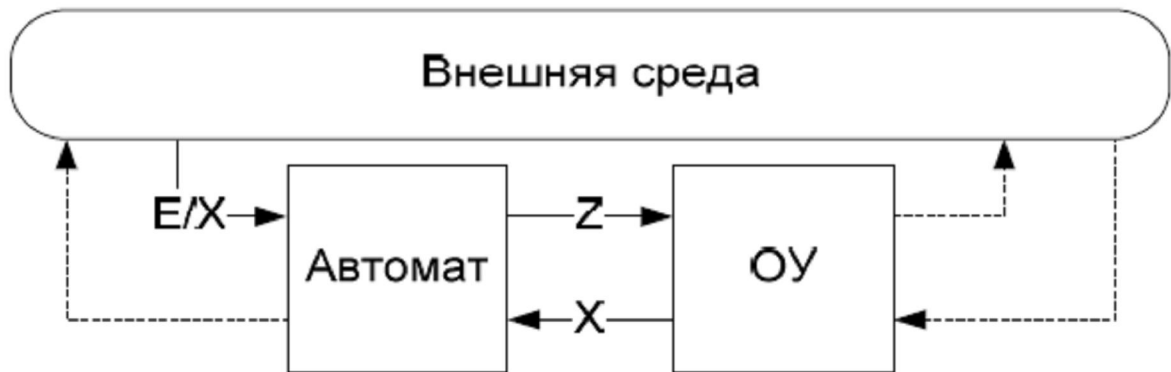 Внешняя среда
E/X
Z
Автомат
ОУ
X